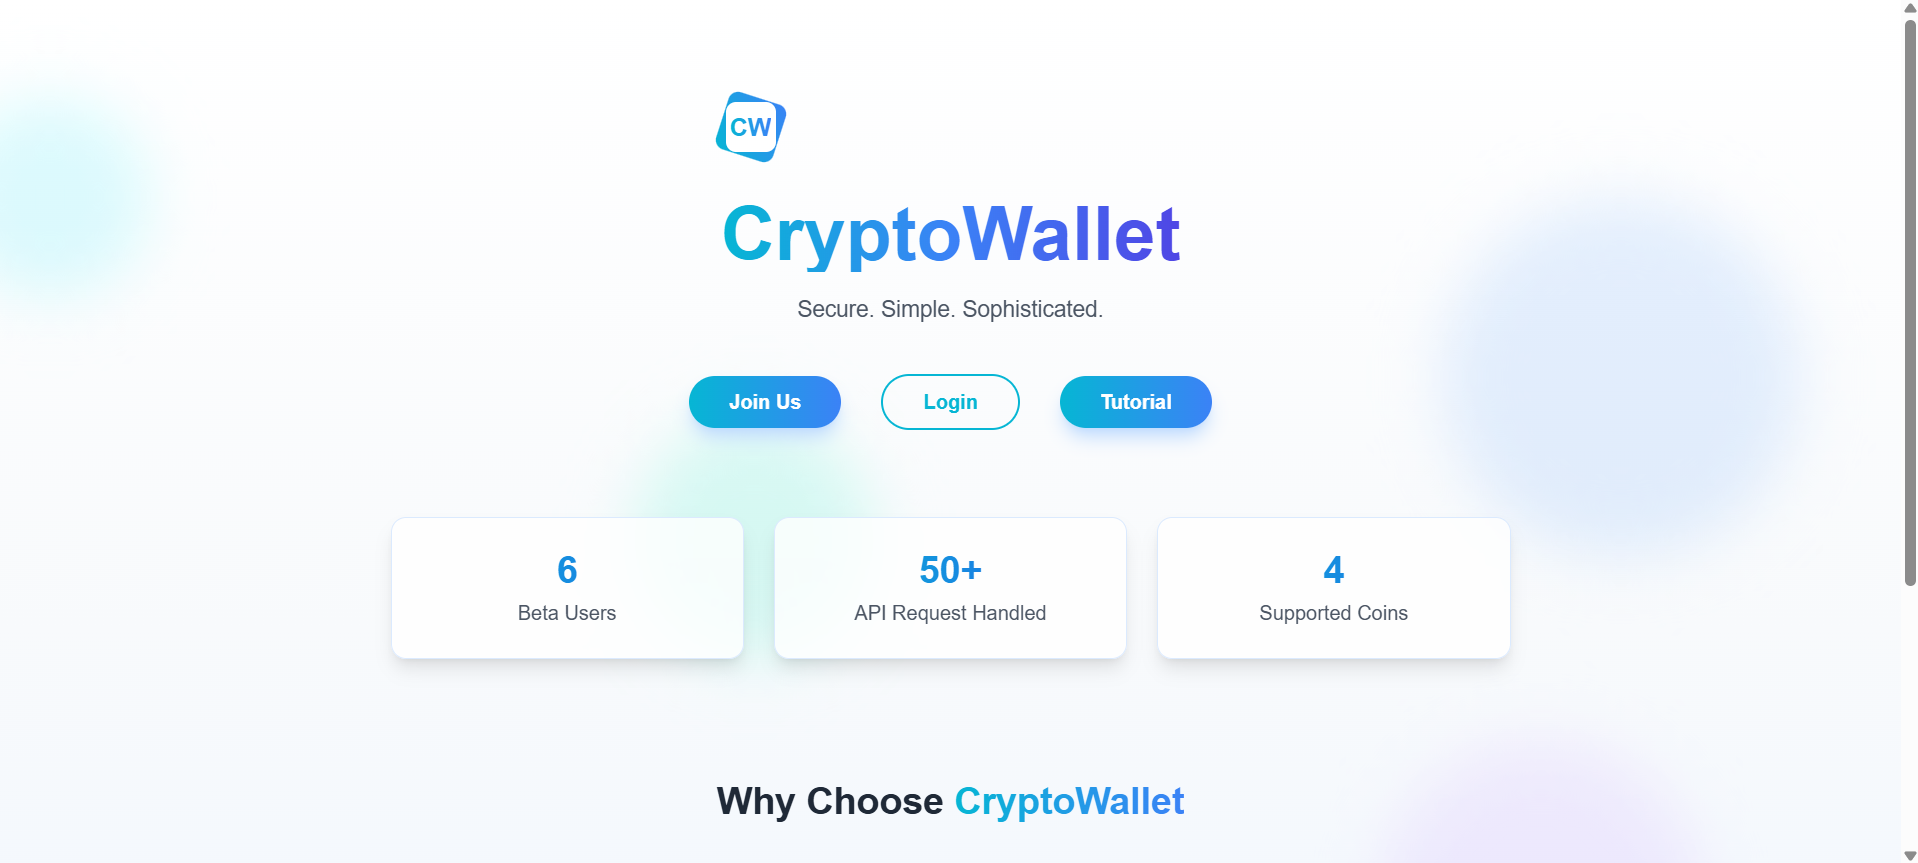 CW
CryptoWallet
Secure. Simple. Sophisticated.
Join Us
Login
Tutorial
6
Beta Users
50+
API Request Handled
4
Supported Coins
Why Choose CryptoWallet